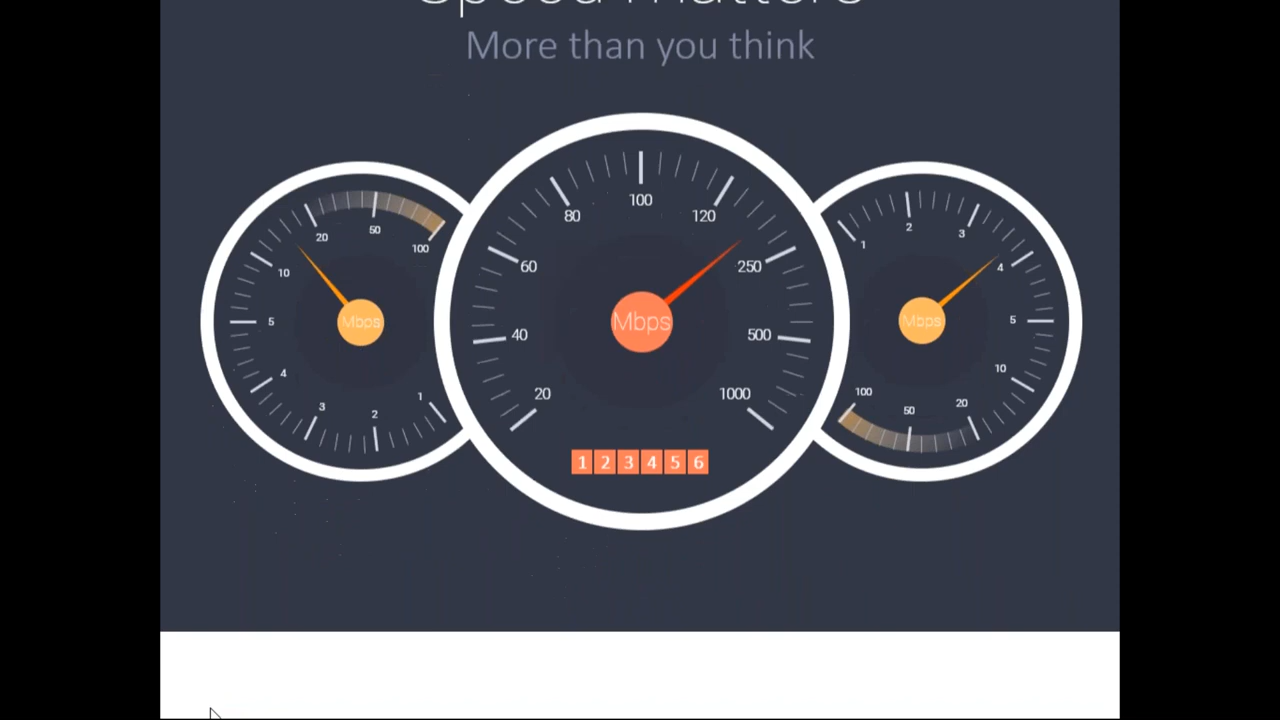 Speed matters
More than you think
20 50 100
10
5
4
3 2 1
Mbps
80 100 120
60 250
40 500
20 1000
Mbps
1 2 3 4 5 6
1 2 3
4
5
10
100 50 20
Mbps